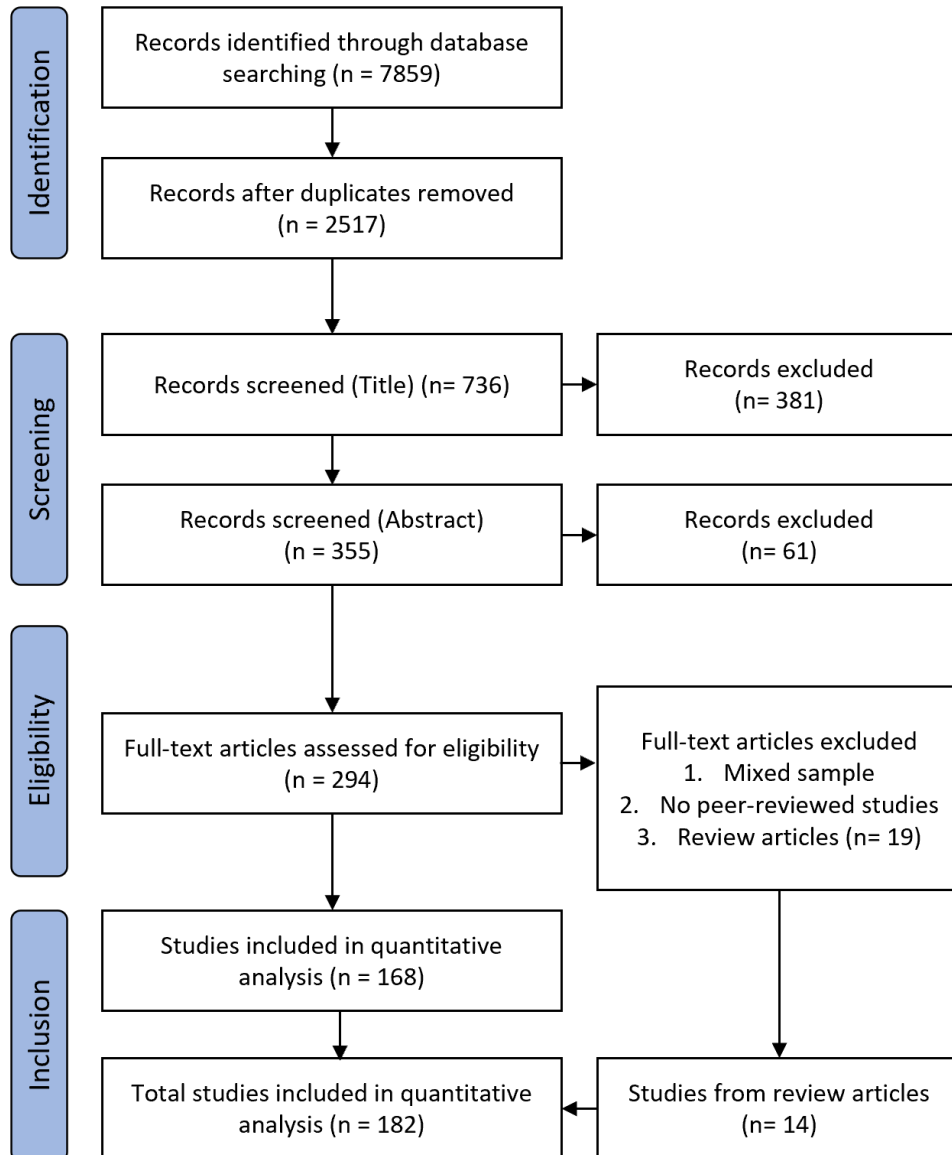 Identification
Records identified through database
searching (n = 7859)
Records after duplicates removed
(n = 2517)
Screening
Records screened (Title) (n= 736)
Records excluded
(n= 381)
Records screened (Abstract)
(n = 355)
Records excluded
(n= 61)
Eligibility
Full-text articles assessed for eligibility
(n = 294)
Full-text articles excluded
1. Mixed sample
2. No peer-reviewed studies
3. Review articles (n= 19)
Inclusion
Studies included in quantitative
analysis (n = 168)
Total studies included in quantitative
analysis (n = 182)
Studies from review articles
(n= 14)